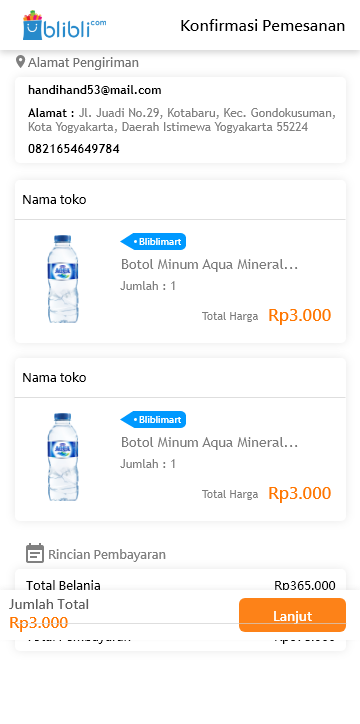 blibli.com
Konfirmasi Pemesanan
Alamat Pengiriman
handihand53@mail.com
Alamat : Jl. Juadi No.29, Kotabaru, Kec. Gondokusuman,
Kota Yogyakarta, Daerah Istimewa Yogyakarta 55224
0821654649784
Nama toko
AQUA
Bliblimart
Botol Minum Aqua Mineral...
Jumlah : 1
Total Harga Rp3.000
Nama toko
AQUA
Bliblimart
Botol Minum Aqua Mineral...
Jumlah : 1
Total Harga Rp3.000
Rincian Pembayaran
Total Belanja Rp365.000
Jumlah Total
Rp3.000
Lanjut
Total Pembayaran